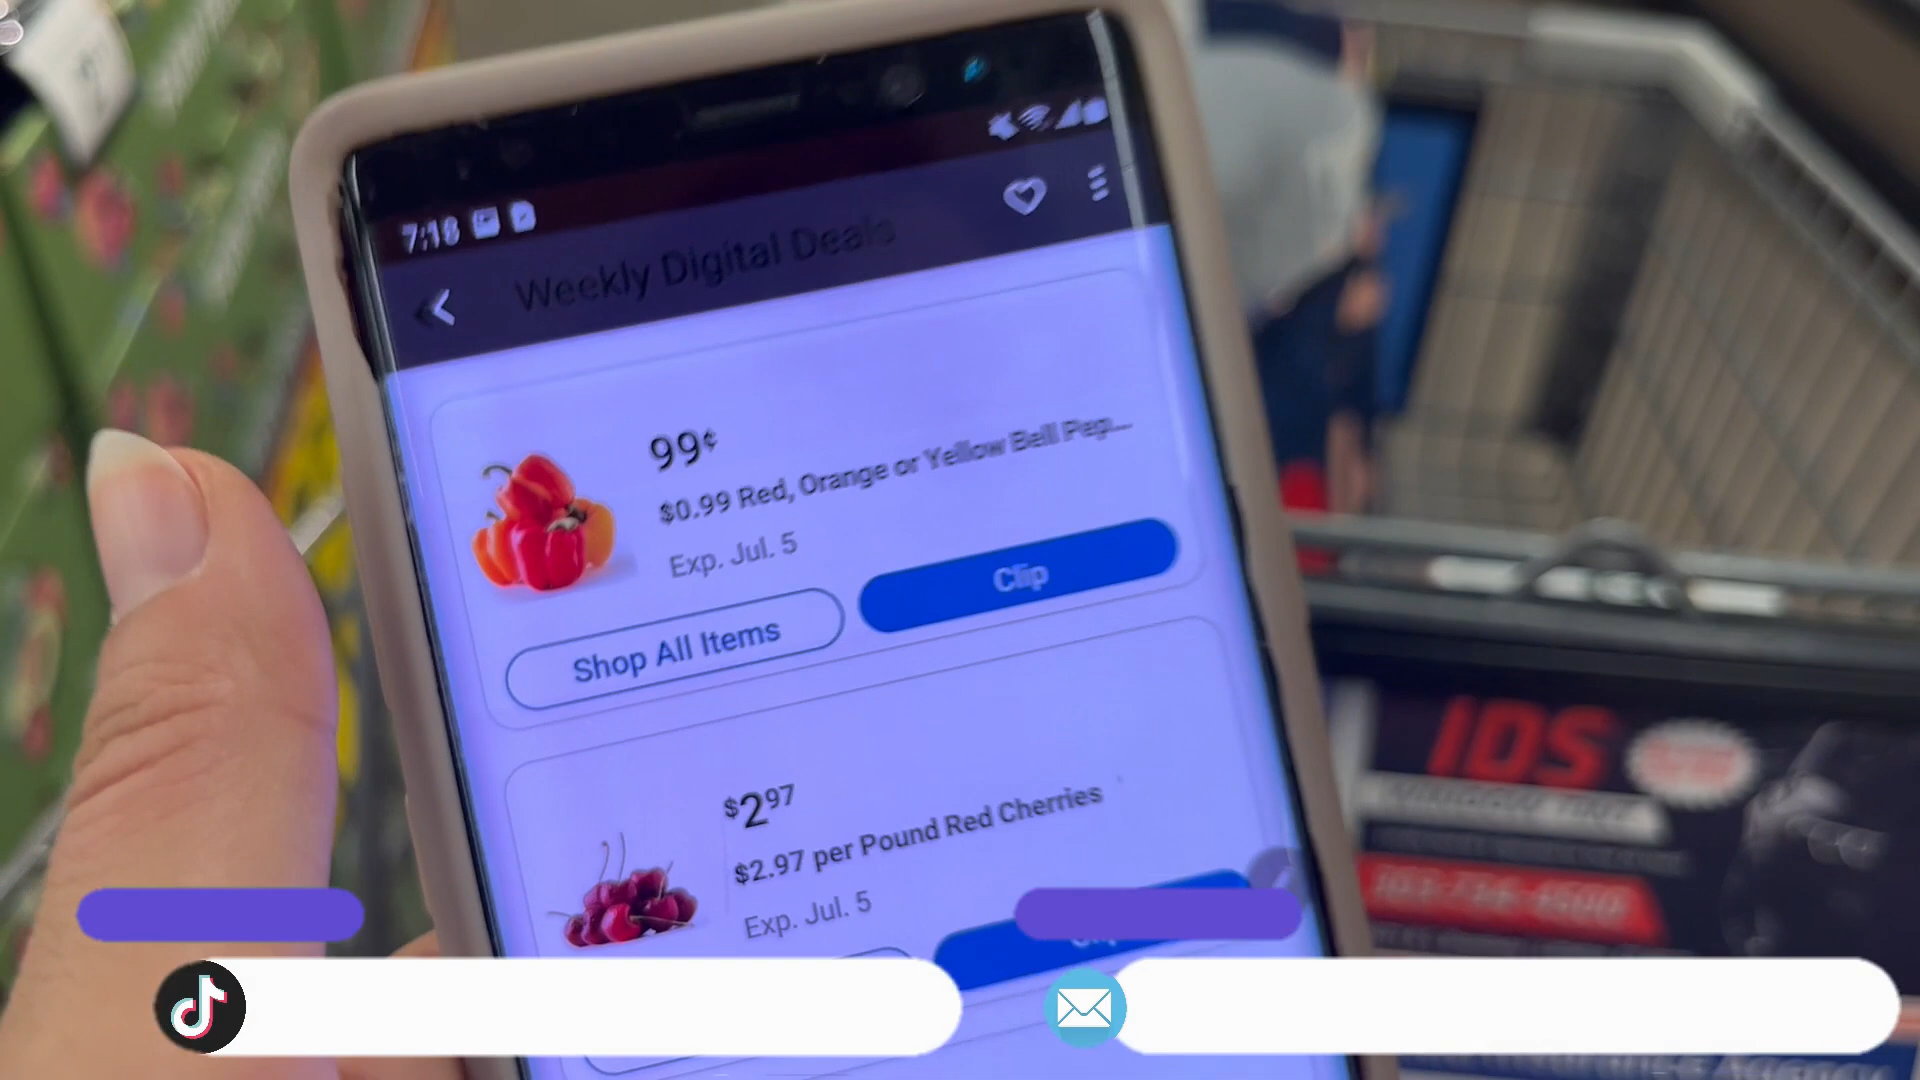 7:18
Weekly Digital Deals
99¢
$0.99 Red, Orange or Yellow Bell Pep...
Exp. Jul. 5
Shop All Items
Clip
$2.97
$2.97 per Pound Red Cherries
Exp. Jul. 5
IDS